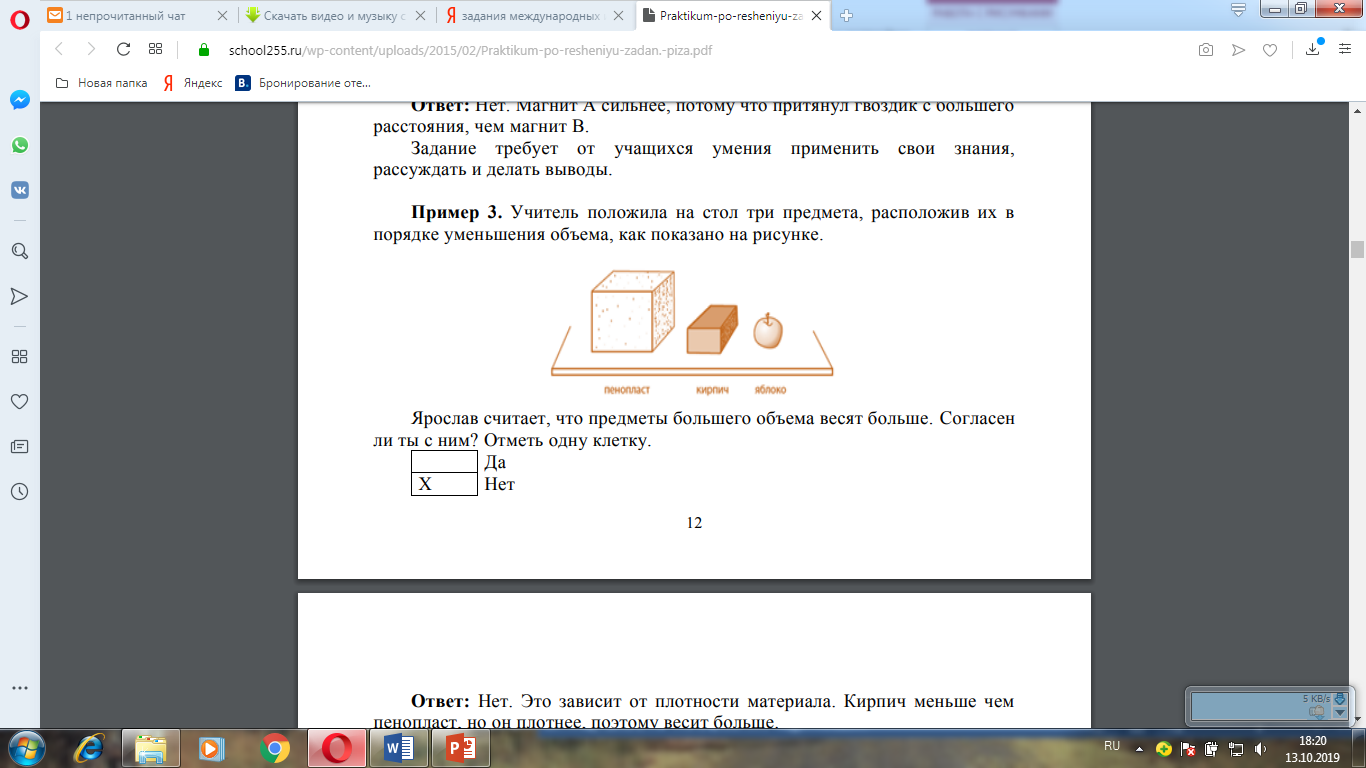 1 непрочитанный чат
Скачать видео и музыку с
задания международных
Praktikum-po-resheniyu-za
school255.ru/wp-content/uploads/2015/02/Praktikum-po-resheniyu-zadan.-piza.pdf
Новая папка
Яндекс
B.
Бронирование оте...
Ответ: Нет. Магнит А сильнее, потому что притянул гвоздик с большего
расстояния, чем магнит В.
Задание требует от учащихся умения применить свои знания,
рассуждать и делать выводы.
Пример 3. Учитель положила на стол три предмета, расположив их в
порядке уменьшения объема, как показано на рисунке.
пенопласт кирпич яблоко
Ярослав считает, что предметы большего объема весят больше. Согласен
ли ты с ним? Отметь одну клетку.
Да
X Нет
12
Ответ: Нет. Это зависит от плотности материала. Кирпич меньше чем
пенопласт, но он плотнее, поэтому весит больше.
5 KB/s
RU
18:20
13.10.2019